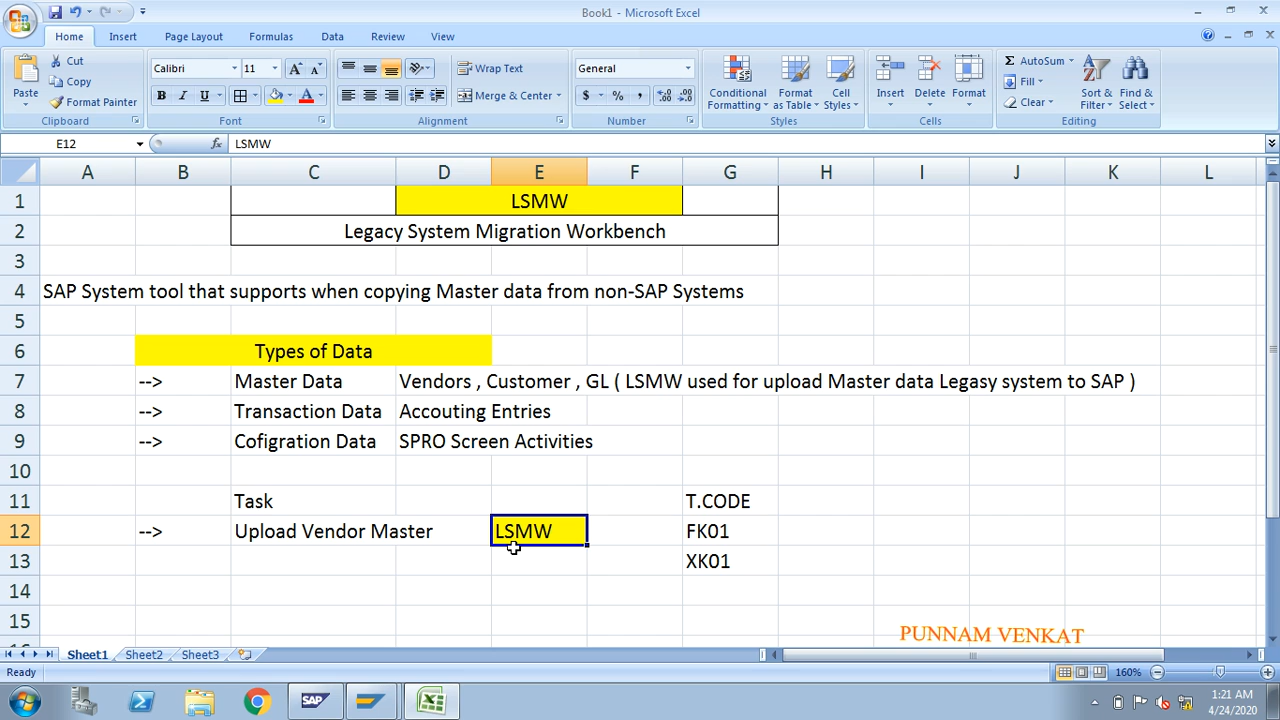 Book1 - Microsoft Excel
Home Insert Page Layout Formulas Data Review View
Paste Cut Copy Format Painter Clipboard
Calibri 11 A A B I U A Font
Wrap Text Merge & Center Alignment
General $ % , Number
Conditional Formatting Format as Table Cell Styles Styles
Insert Delete Format Cells
Σ AutoSum Fill Clear Sort & Filter Find & Select Editing
E12 fx LSMW
A B C D E F G H I J K L
1 LSMW
2 Legacy System Migration Workbench
3
4 SAP System tool that supports when copying Master data from non-SAP Systems
5
6 Types of Data
7 --> Master Data Vendors , Customer , GL ( LSMW used for upload Master data Legasy system to SAP )
8 --> Transaction Data Accouting Entries
9 --> Cofigration Data SPRO Screen Activities
10
11 Task T.CODE
12 --> Upload Vendor Master LSMW FK01
13 XK01
14
15
PUNNAM VENKAT
16
Sheet1 Sheet2 Sheet3
Ready 160%
SAP
1:21 AM
4/24/2020